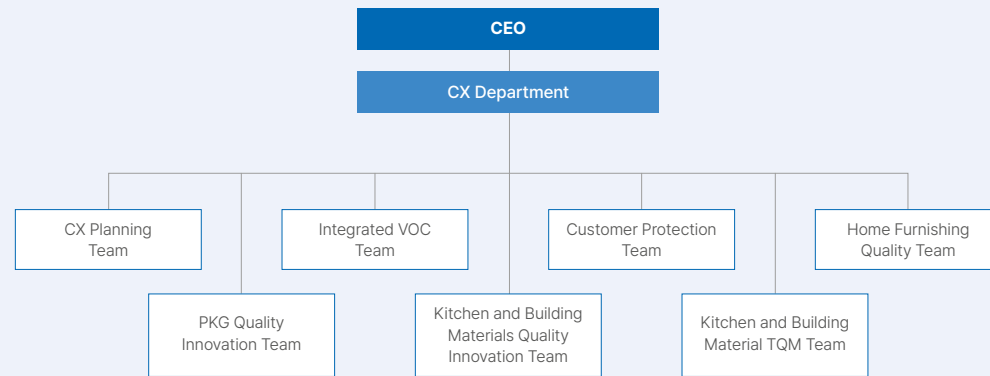 CEO
CX Department
CX Planning
Team
Integrated VOC
Team
Customer Protection
Team
Home Furnishing
Quality Team
PKG Quality
Innovation Team
Kitchen and Building
Materials Quality
Innovation Team
Kitchen and Building
Material TQM Team